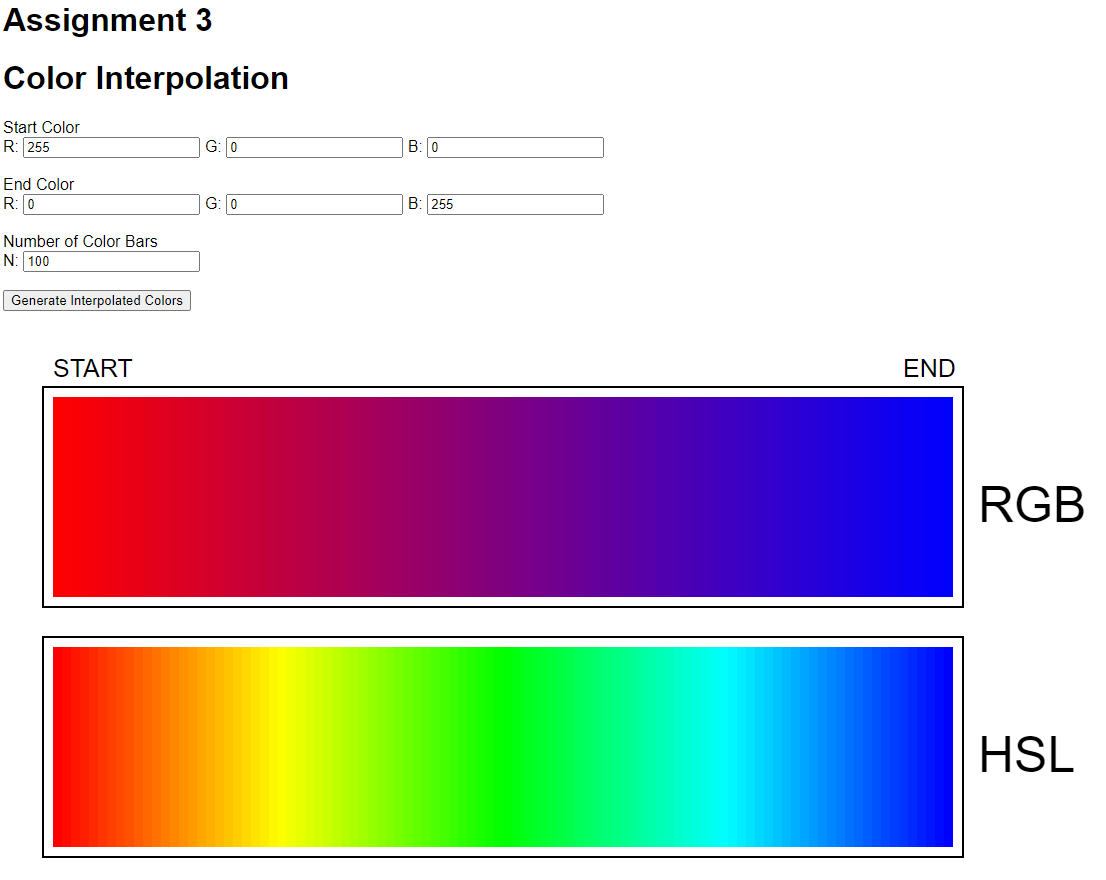 Assignment 3
Color Interpolation
Start Color
R: 255 G: 0 B: 0
End Color
R: 0 G: 0 B: 255
Number of Color Bars
N: 100
Generate Interpolated Colors
START END
RGB
HSL